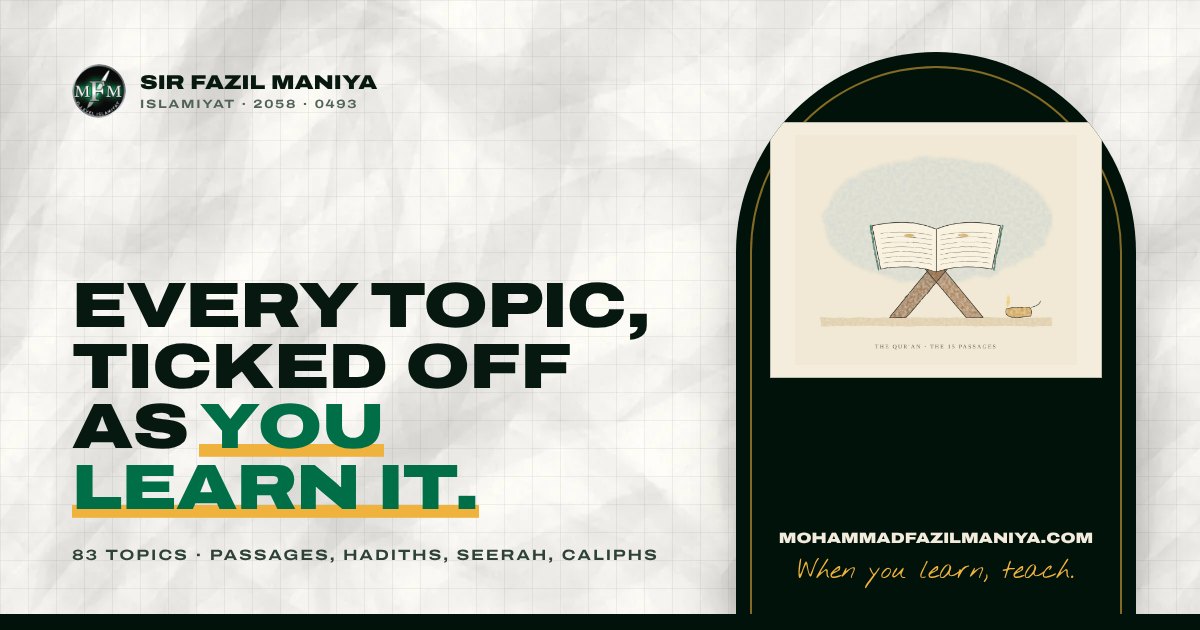 MFM
SIR FAZIL MANIYA
ISLAMIYAT · 2058 · 0493
EVERY TOPIC,
TICKED OFF
AS YOU
LEARN IT.
83 TOPICS · PASSAGES, HADITHS, SEERAH, CALIPHS
THE QUR'AN · THE 15 PASSAGES
MOHAMMADFAZILMANIYA.COM
When you learn, teach.